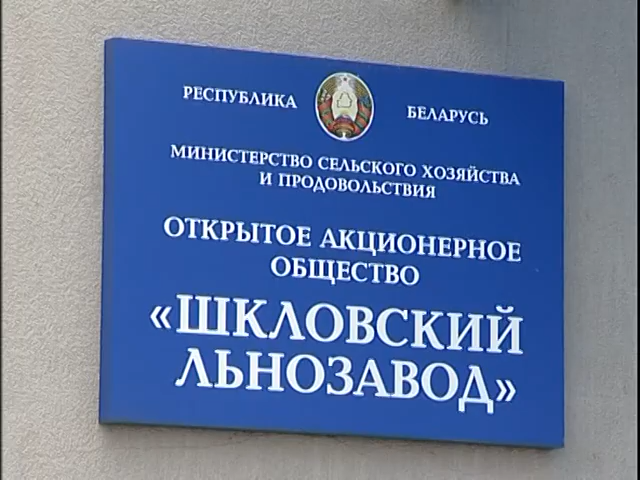 РЕСПУБЛИКА БЕЛАРУСЬ
МИНИСТЕРСТВО СЕЛЬСКОГО ХОЗЯЙСТВА
И ПРОДОВОЛЬСТВИЯ
ОТКРЫТОЕ АКЦИОНЕРНОЕ
ОБЩЕСТВО
«ШКЛОВСКИЙ
ЛЬНОЗАВОД»